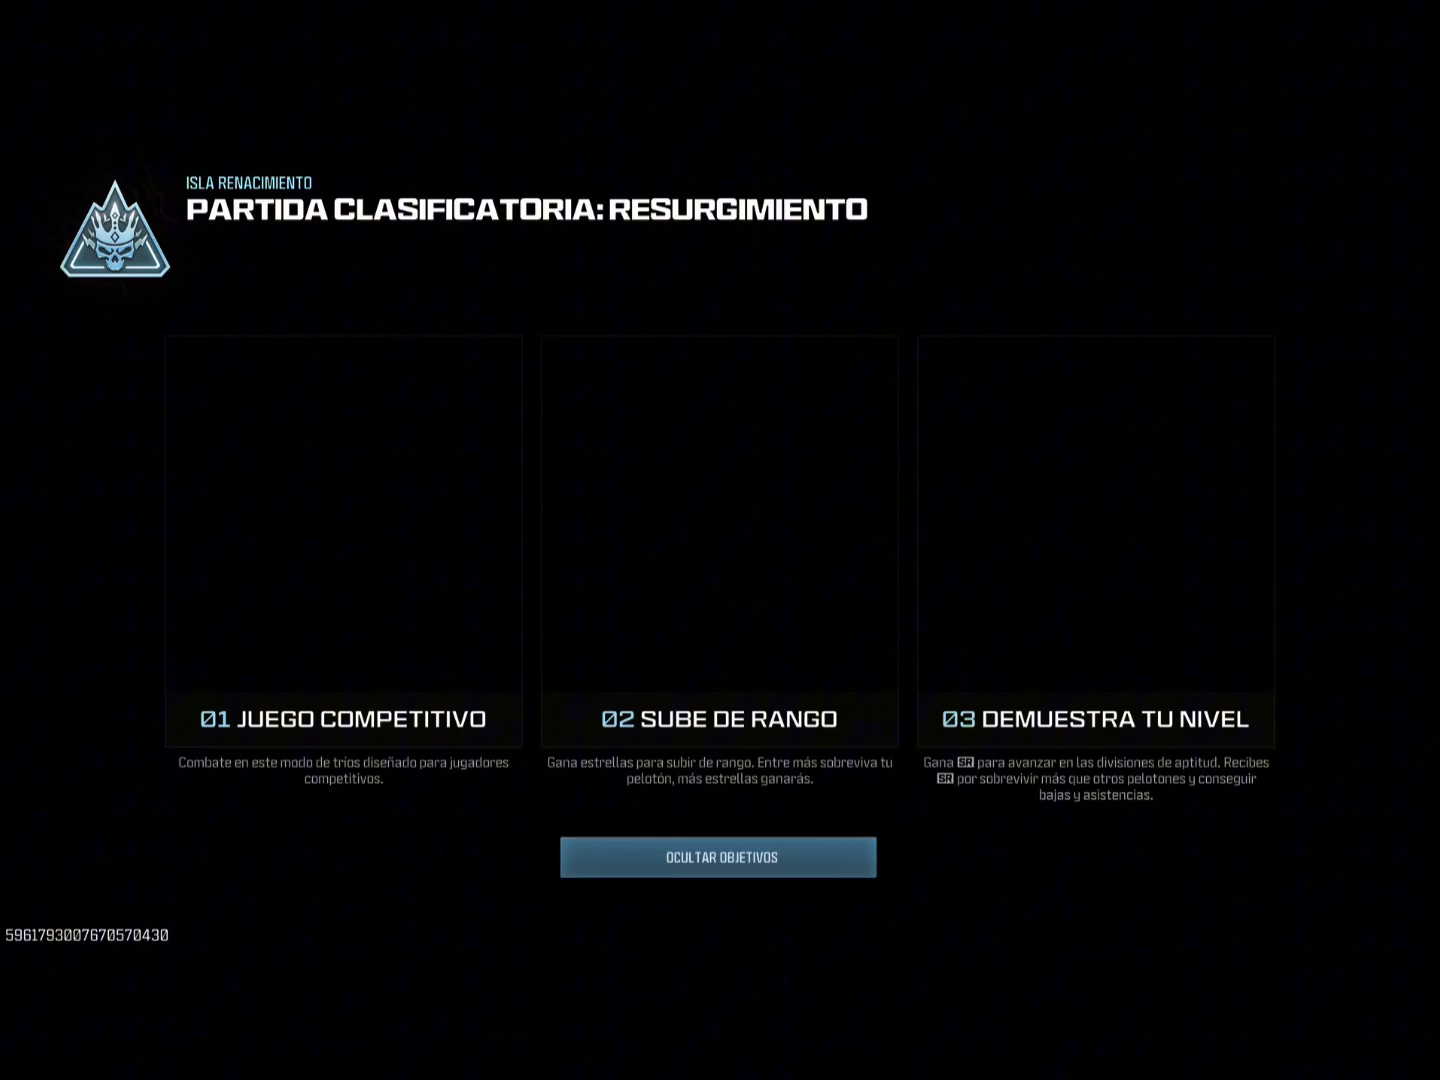 ISLA RENACIMIENTO
PARTIDA CLASIFICATORIA: RESURGIMIENTO
01 JUEGO COMPETITIVO
Combate en este modo de tríos diseñado para jugadores
competitivos.
02 SUBE DE RANGO
Gana estrellas para subir de rango. Entre más sobreviva tu
pelotón, más estrellas ganarás.
03 DEMUESTRA TU NIVEL
Gana SR para avanzar en las divisiones de aptitud. Recibes
SR por sobrevivir más que otros pelotones y conseguir
bajas y asistencias.
OCULTAR OBJETIVOS
5961793007670570430